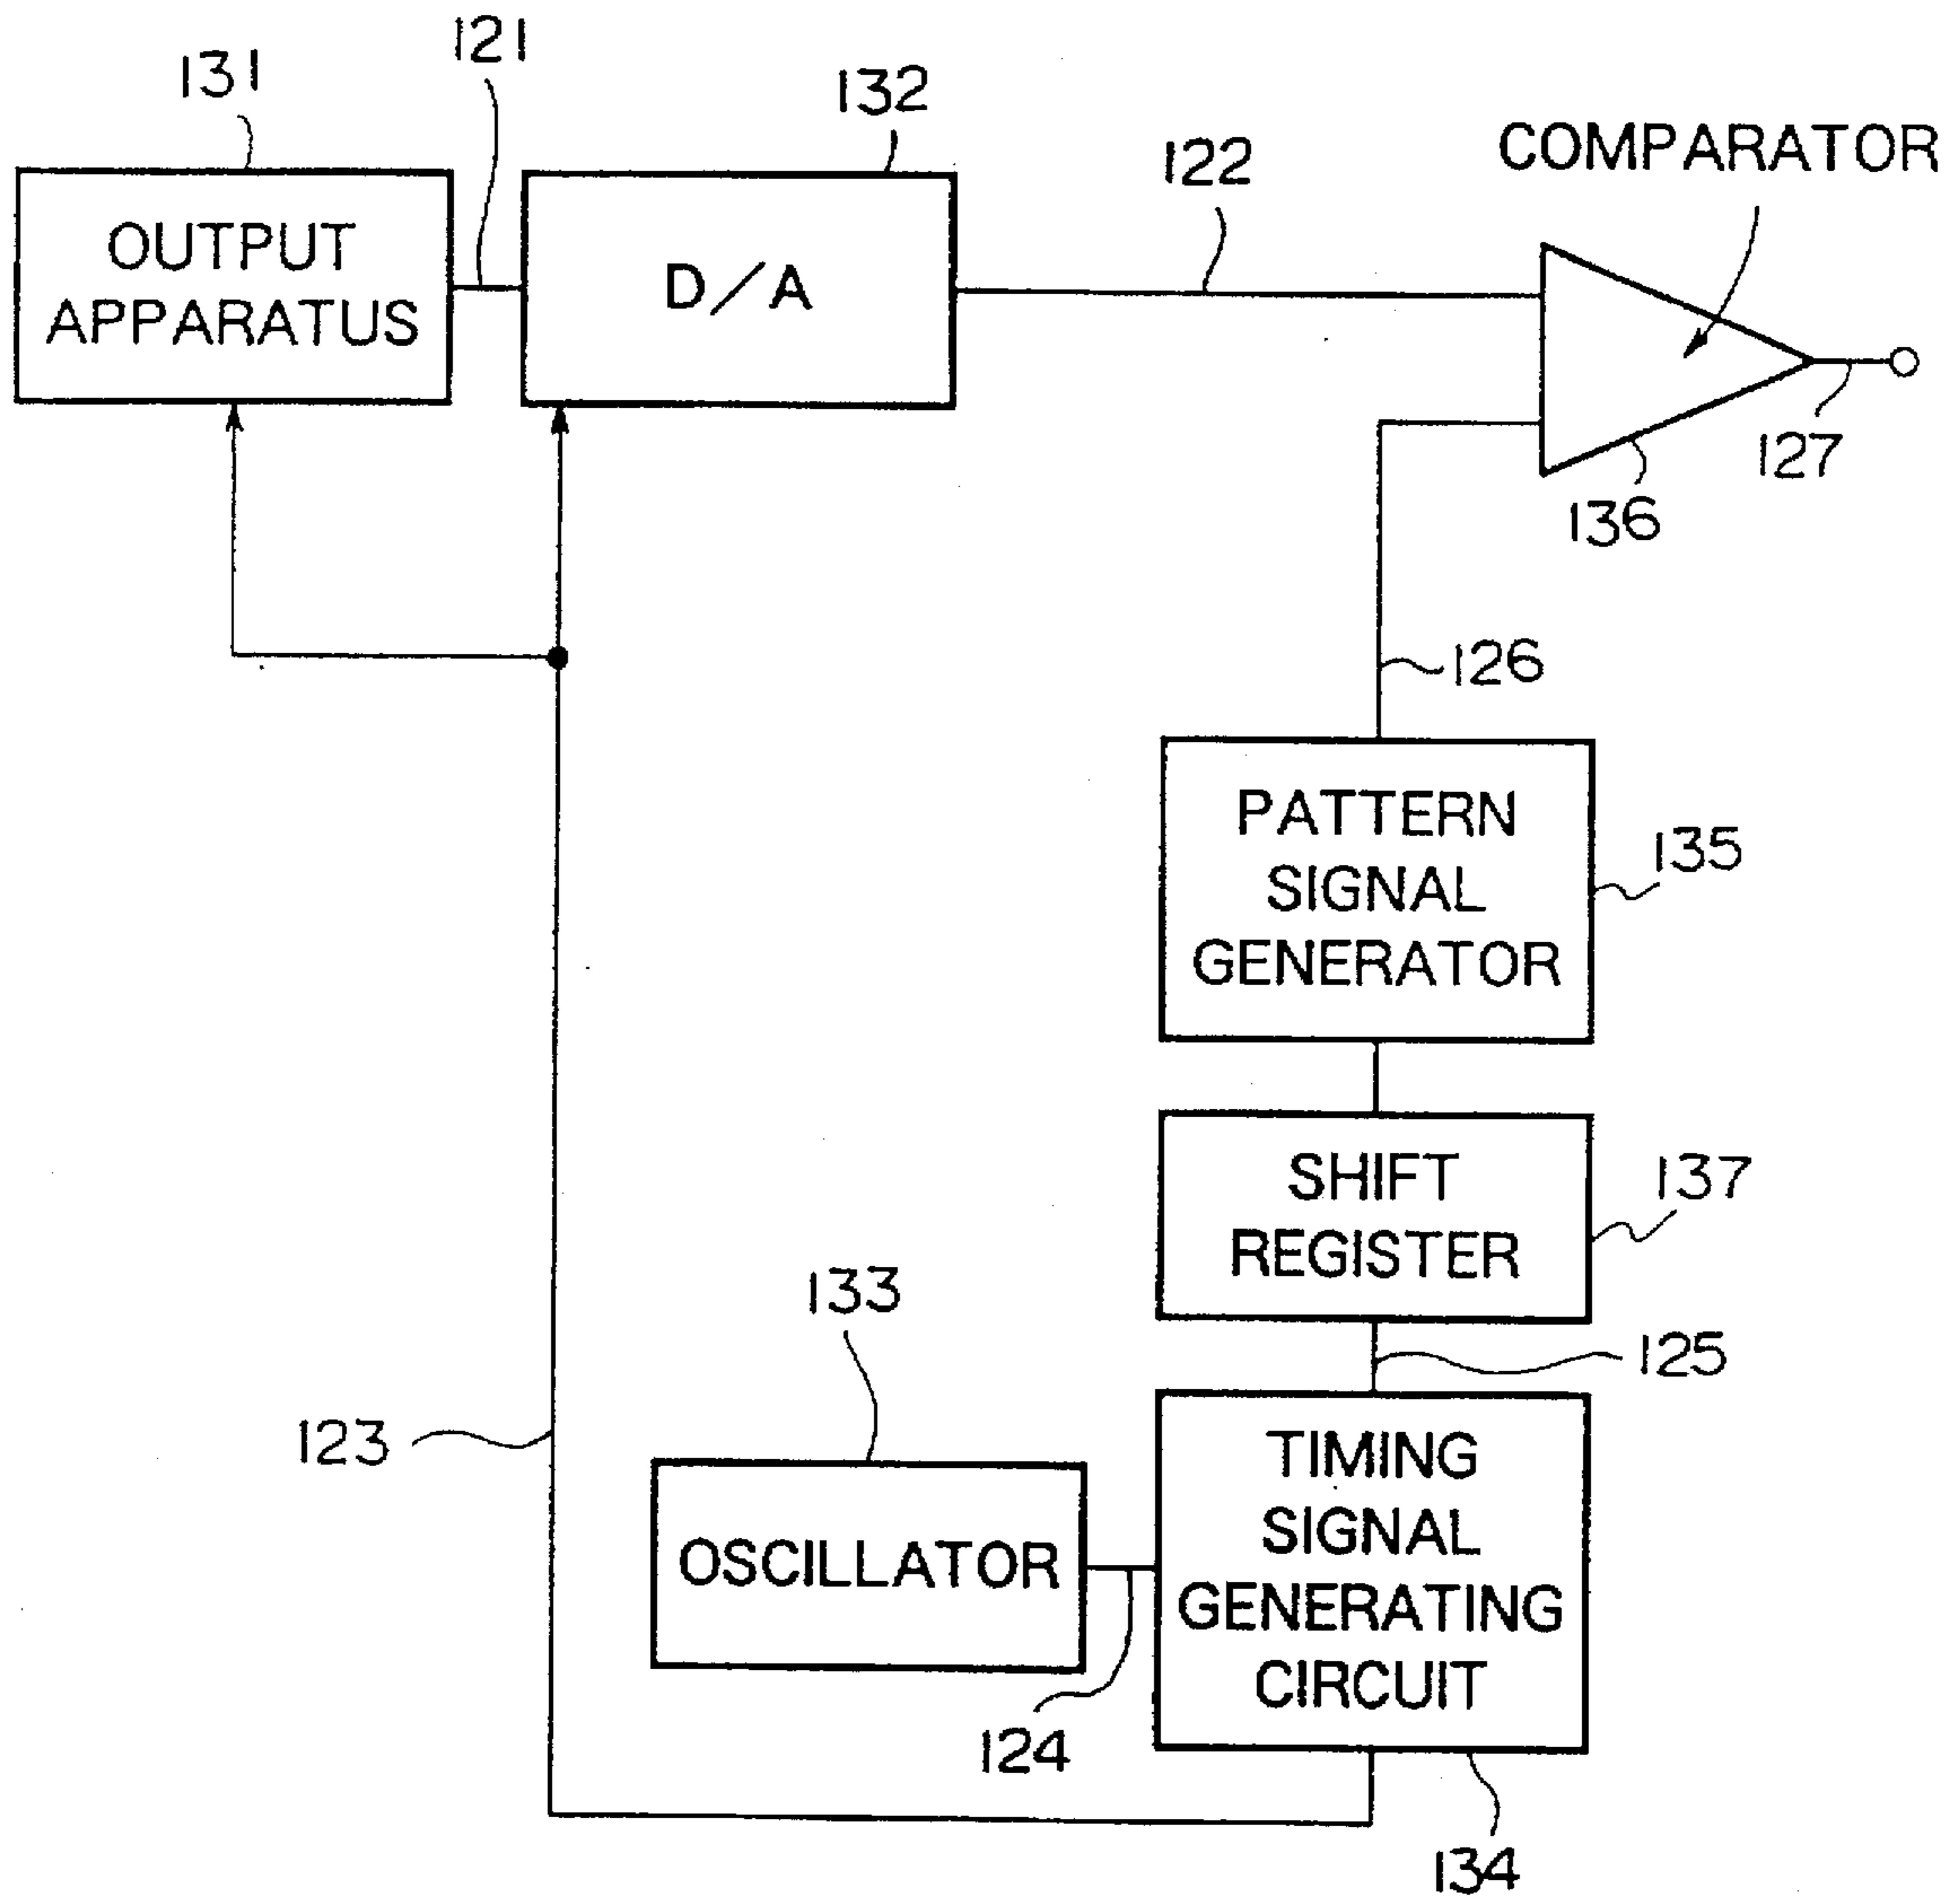 121
131
132
COMPARATOR
122
OUTPUT
APPARATUS
D/A
127
136
126
PATTERN
SIGNAL
GENERATOR
135
SHIFT
REGISTER
137
133
125
123
TIMING
SIGNAL
GENERATING
CIRCUIT
OSCILLATOR
124
134